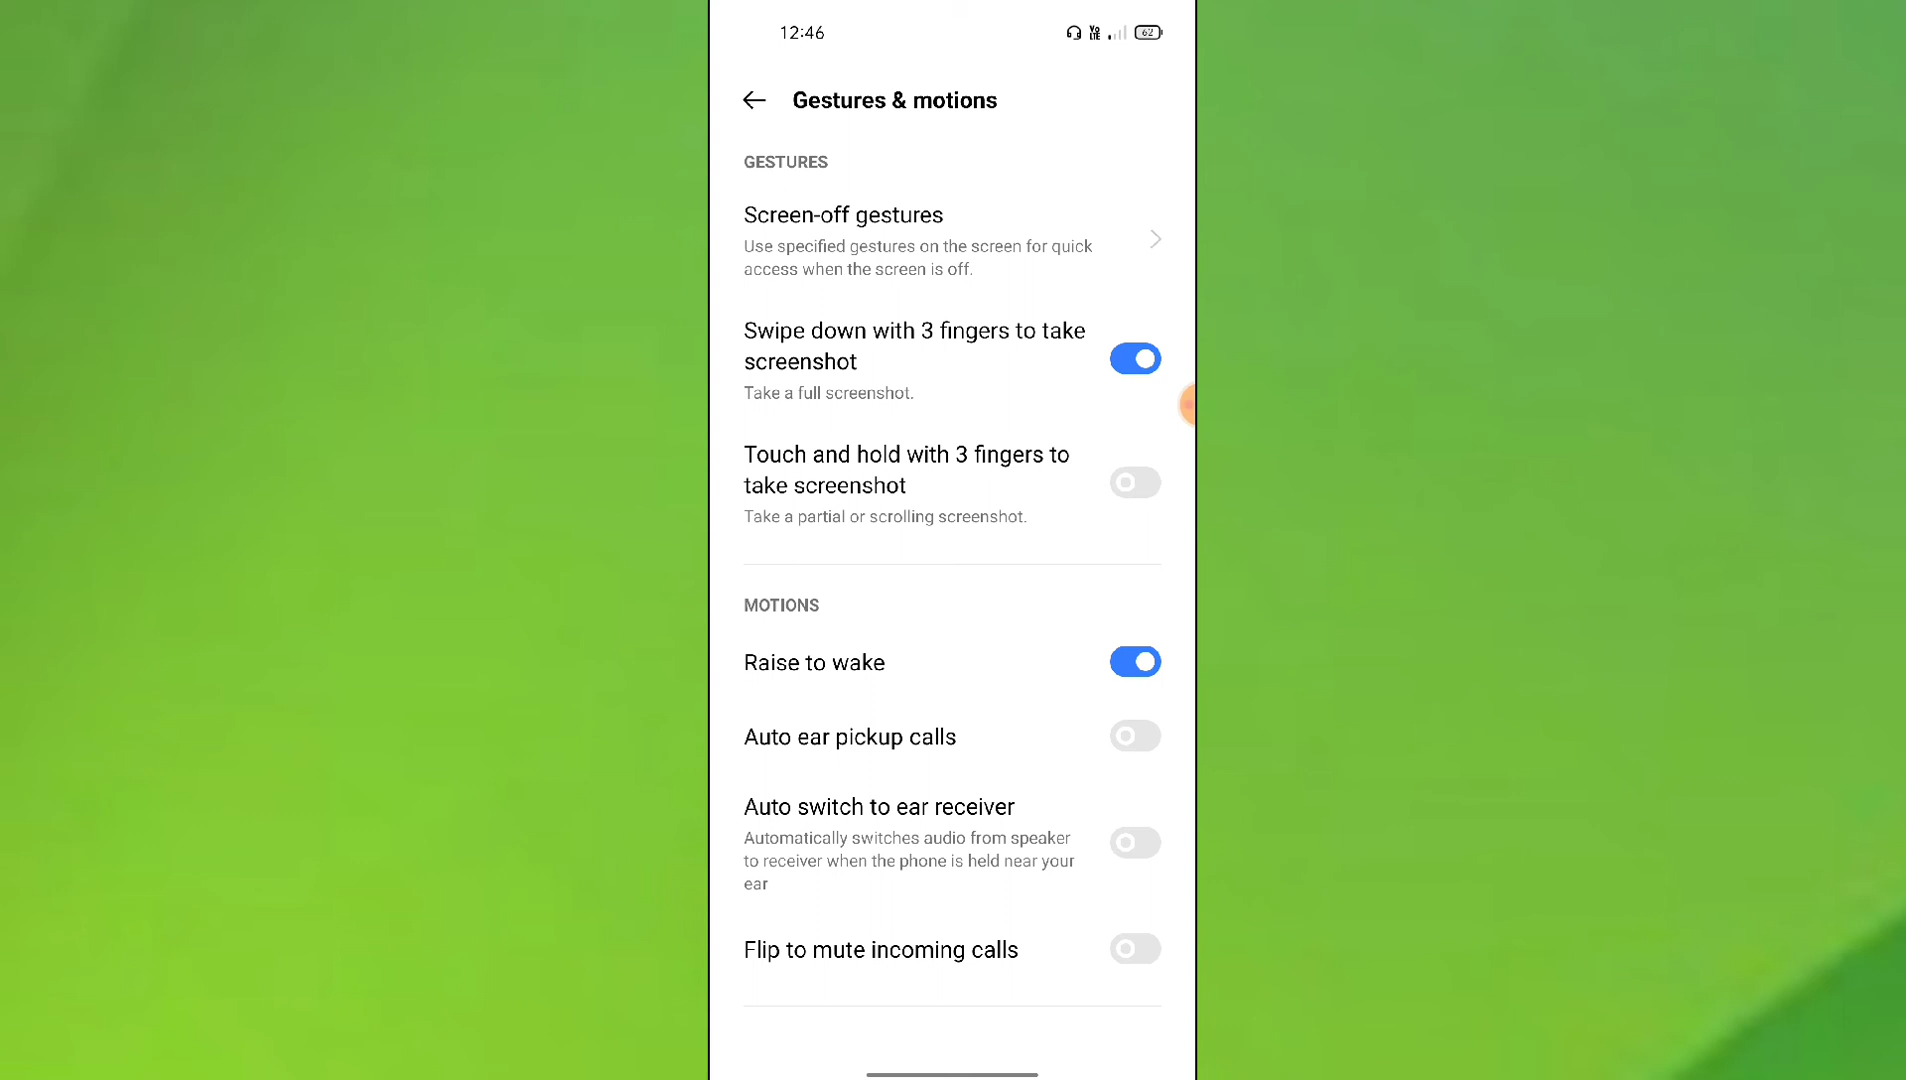 12:46
VO
LTE
62
Gestures & motions
GESTURES
Screen-off gestures
Use specified gestures on the screen for quick
access when the screen is off.
Swipe down with 3 fingers to take
screenshot
Take a full screenshot.
Touch and hold with 3 fingers to
take screenshot
Take a partial or scrolling screenshot.
MOTIONS
Raise to wake
Auto ear pickup calls
Auto switch to ear receiver
Automatically switches audio from speaker
to receiver when the phone is held near your
ear
Flip to mute incoming calls